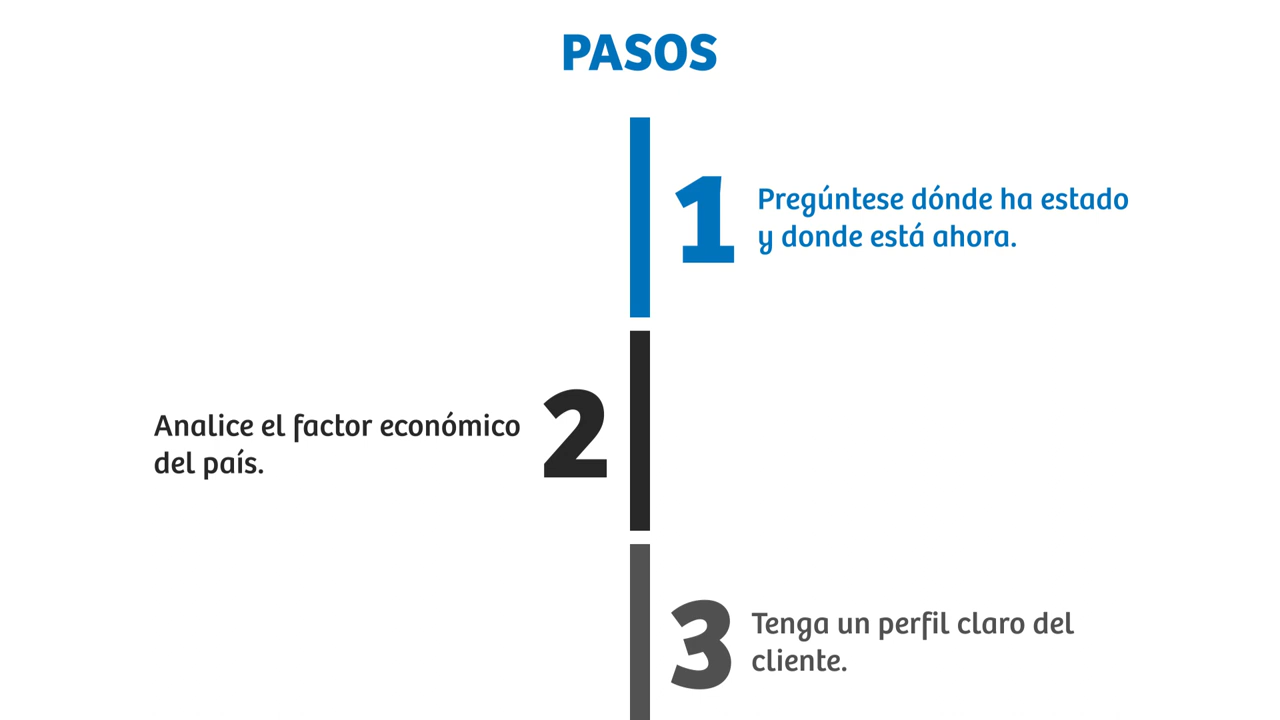 PASOS
1
Pregúntese dónde ha estado
y donde está ahora.
2
Analice el factor económico
del país.
3
Tenga un perfil claro del
cliente.